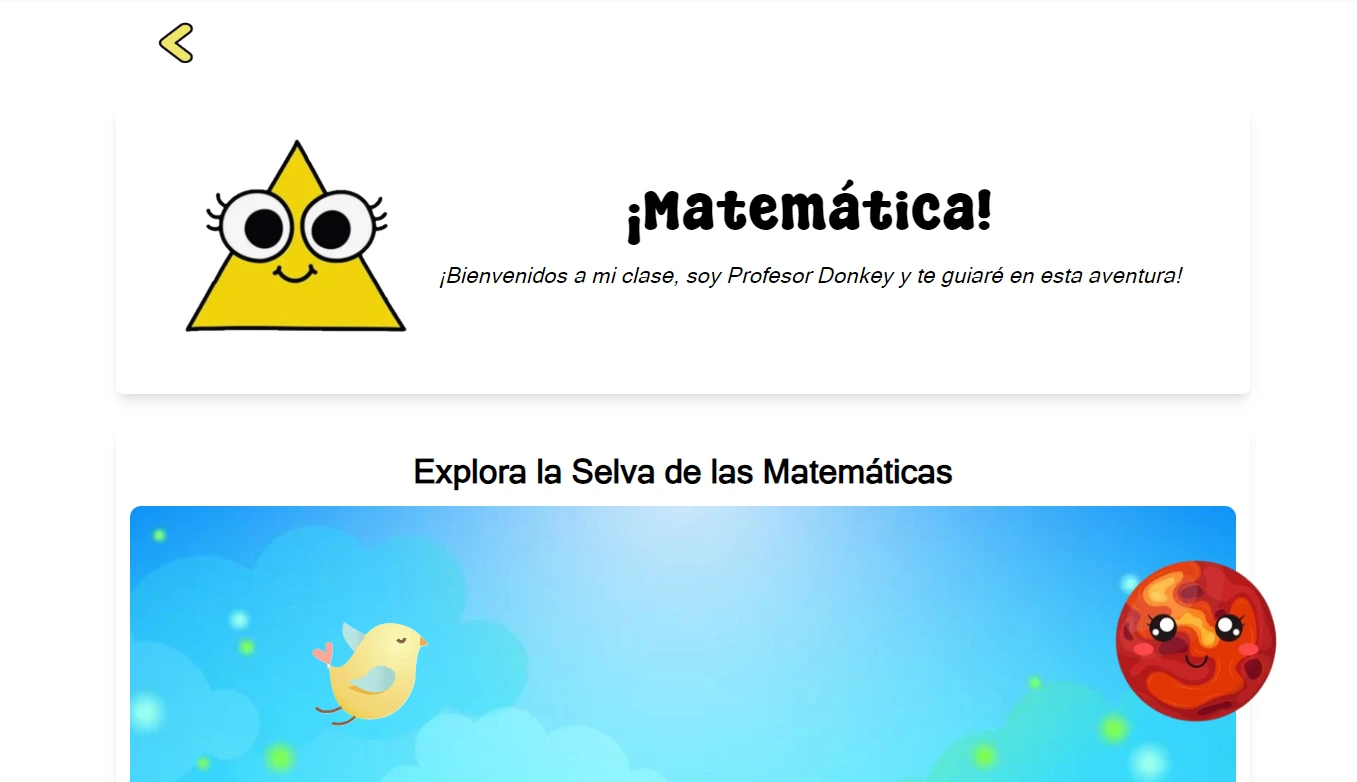 ¡Matemática!
¡Bienvenidos a mi clase, soy Profesor Donkey y te guiaré en esta aventura!
Explora la Selva de las Matemáticas